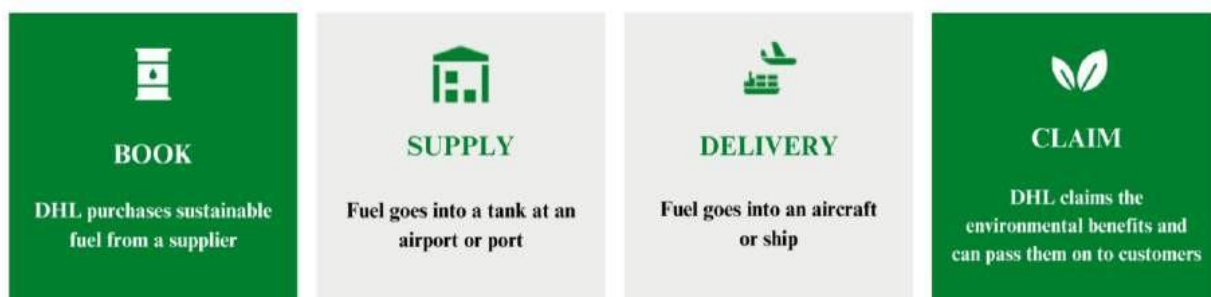 BOOK
DHL purchases sustainable
fuel from a supplier
SUPPLY
Fuel goes into a tank at an
airport or port
DELIVERY
Fuel goes into an aircraft
or ship
CLAIM
DHL claims the
environmental benefits and
can pass them on to customers